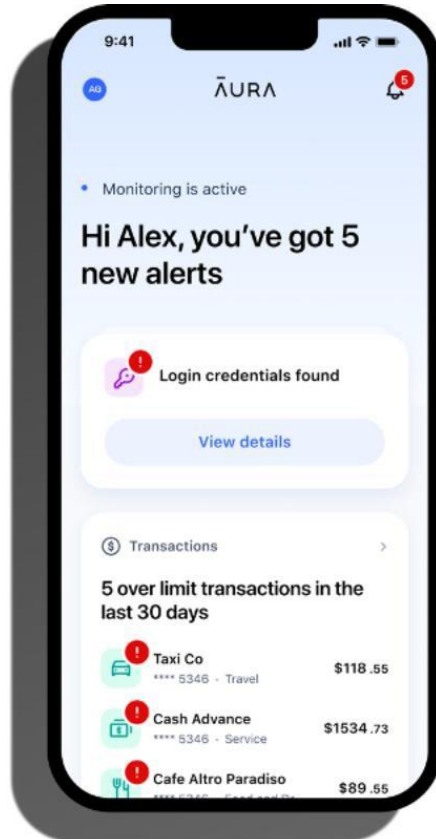 9:41
AG
ĀURA
5
Monitoring is active
Hi Alex, you've got 5
new alerts
!
Login credentials found
View details
$ Transactions
5 over limit transactions in the
last 30 days
!
Taxi Co
$118 .55
**** 5346 - Travel
!
Cash Advance
$1534 .73
**** 5346 - Service
!
Cafe Altro Paradiso
$89 .55